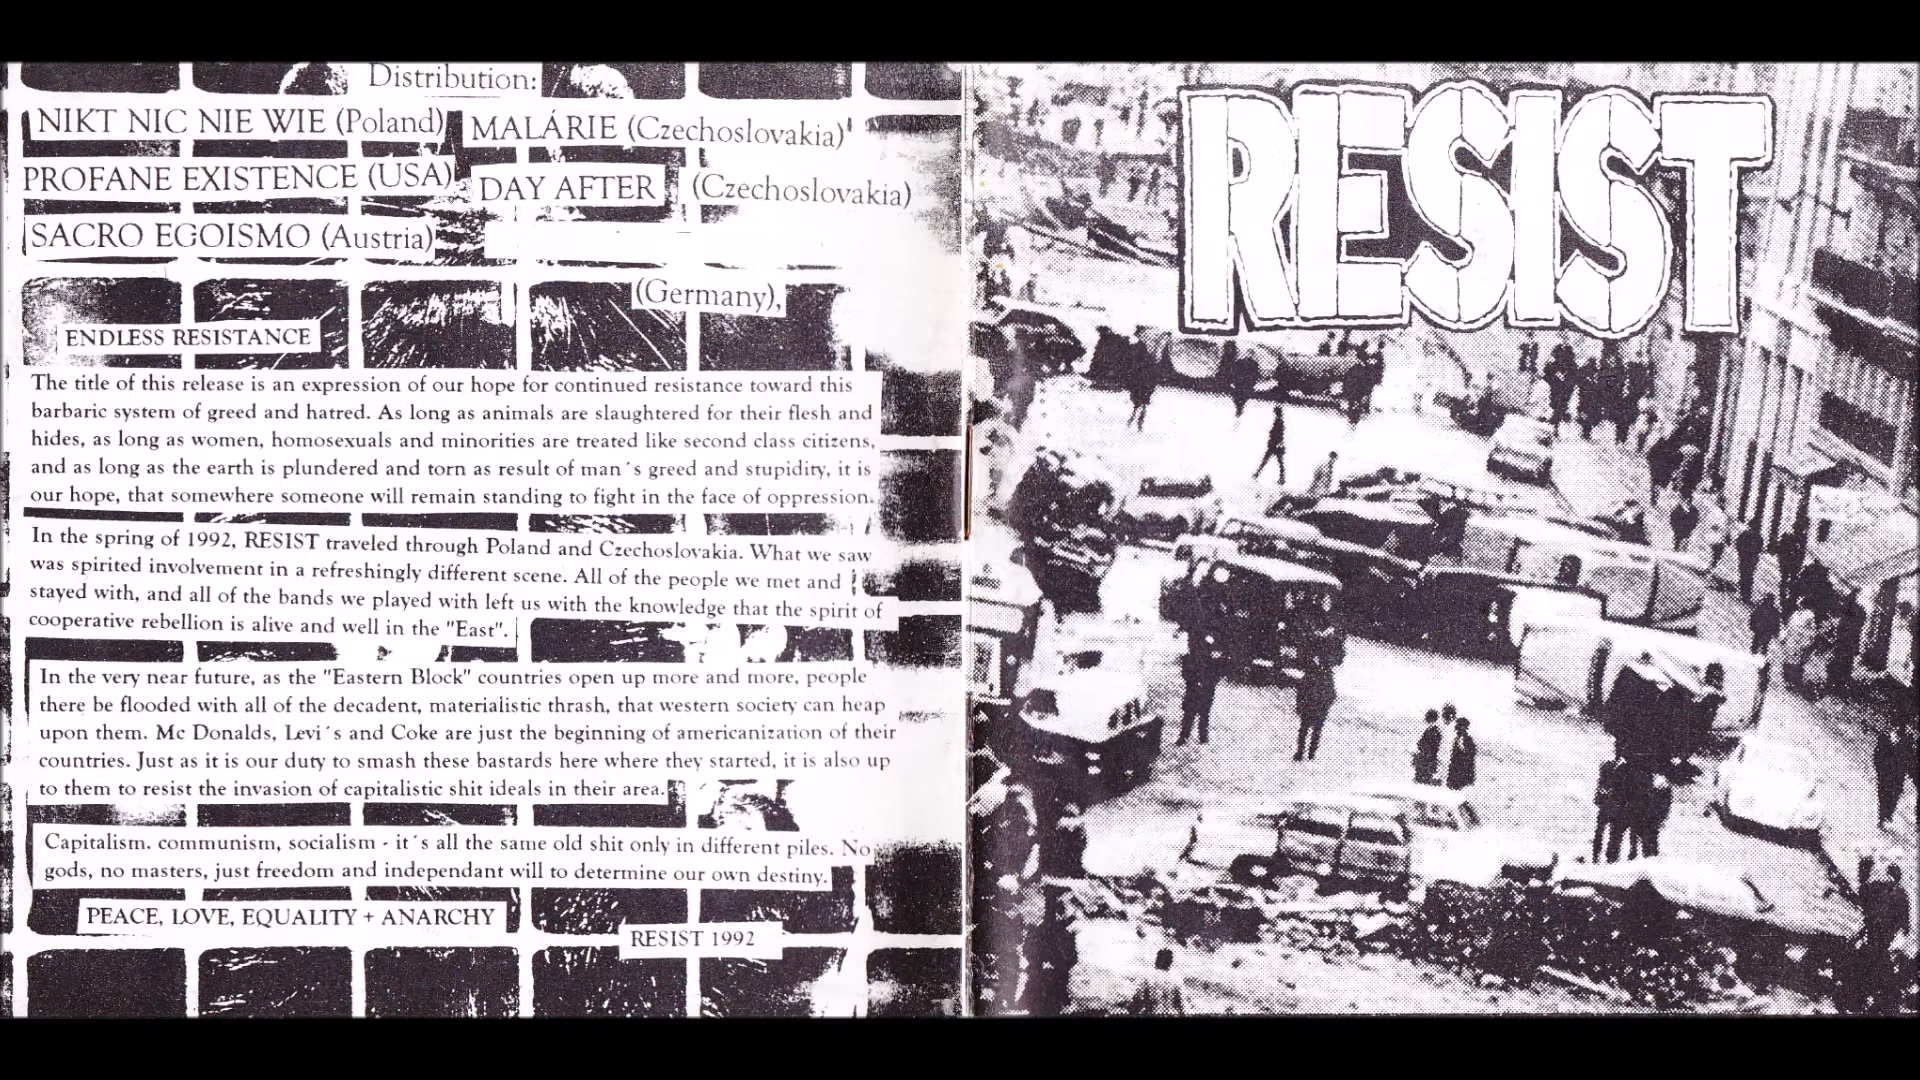 Distribution:
NIKT NIC NIE WIE (Poland)
MALÁRIE (Czechoslovakia)
PROFANE EXISTENCE (USA)
DAY AFTER (Czechoslovakia)
SACRO EGOISMO (Austria)
(Germany),
ENDLESS RESISTANCE
The title of this release is an expression of our hope for continued resistance toward this
barbaric system of greed and hatred. As long as animals are slaughtered for their flesh and
hides, as long as women, homosexuals and minorities are treated like second class citizens,
and as long as the earth is plundered and torn as result of man´s greed and stupidity, it is
our hope, that somewhere someone will remain standing to fight in the face of oppression.
In the spring of 1992, RESIST traveled through Poland and Czechoslovakia. What we saw
was spirited involvement in a refreshingly different scene. All of the people we met and
stayed with, and all of the bands we played with left us with the knowledge that the spirit of
cooperative rebellion is alive and well in the "East".
In the very near future, as the "Eastern Block" countries open up more and more, people
there be flooded with all of the decadent, materialistic thrash, that western society can heap
upon them. Mc Donalds, Levi´s and Coke are just the beginning of americanization of their
countries. Just as it is our duty to smash these bastards here where they started, it is also up
to them to resist the invasion of capitalistic shit ideals in their area.
Capitalism. communism, socialism - it´s all the same old shit only in different piles. No
gods, no masters, just freedom and independant will to determine our own destiny.
PEACE, LOVE, EQUALITY + ANARCHY
RESIST 1992
RESIST